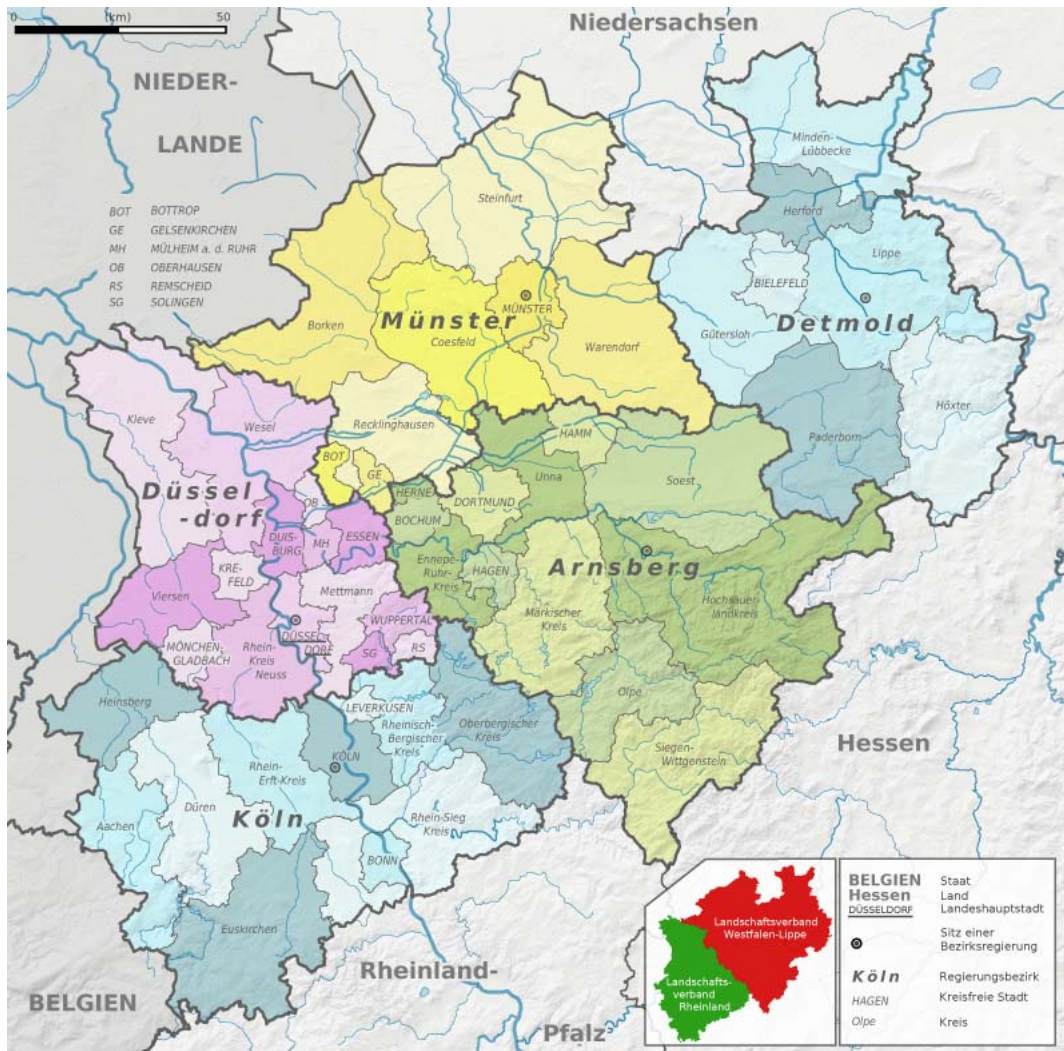 0 (km) 50
Niedersachsen
NIEDER-
LANDE
BOT BOTTROP
GE GELSENKIRCHEN
MH MÜLHEIM a. d. RUHR
OB OBERHAUSEN
RS REMSCHEID
SG SOLINGEN
Minden-
Lübbecke
Steinfurt
Herford
Lippe
BIELEFELD
MÜNSTER
Borken
Münster
Coesfeld
Warendorf
Gütersloh
Detmold
Höxter
Paderborn
Kleve
Wesel
Recklinghausen
HAMM
BOT
GE
Unna
Soest
OB
HERNE
DORTMUND
BOCHUM
Düssel
-dorf
DUIS-
BURG
MH
ESSEN
Ennepe-
Ruhr-
Kreis
HAGEN
Arnsberg
KRE-
FELD
Viersen
Mettmann
Märkischer
Kreis
Hochsauer-
landkreis
WUPPERTAL
MÖNCHEN-
GLADBACH
Rhein-
Kreis
Neuss
DÜSSEL-
DORF
SG
RS
Heinsberg
LEVERKUSEN
Rheinisch-
Bergischer
Kreis
Oberbergischer
Kreis
Olpe
Siegen-
Wittgenstein
Hessen
KÖLN
Rhein-
Erft-Kreis
Düren
Köln
Aachen
Rhein-Sieg
Kreis
BONN
Euskirchen
Rheinland-
Pfalz
BELGIEN
Landschaftsverband
Westfalen-Lippe
Landschafts-
verband
Rheinland
BELGIEN Staat
Hessen Land
DÜSSELDORF Landeshauptstadt
Sitz einer
Bezirksregierung
Köln Regierungsbezirk
HAGEN Kreisfreie Stadt
Olpe Kreis